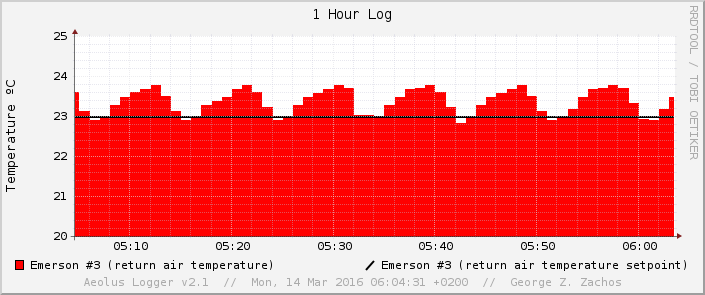 1 Hour Log
RRDTOOL / TOBI OETIKER
Temperature ºC
25
24
23
22
21
20
05:10 05:20 05:30 05:40 05:50 06:00
Emerson #3 (return air temperature) Emerson #3 (return air temperature setpoint)
Aeolus Logger v2.1 // Mon, 14 Mar 2016 06:04:31 +0200 // George Z. Zachos